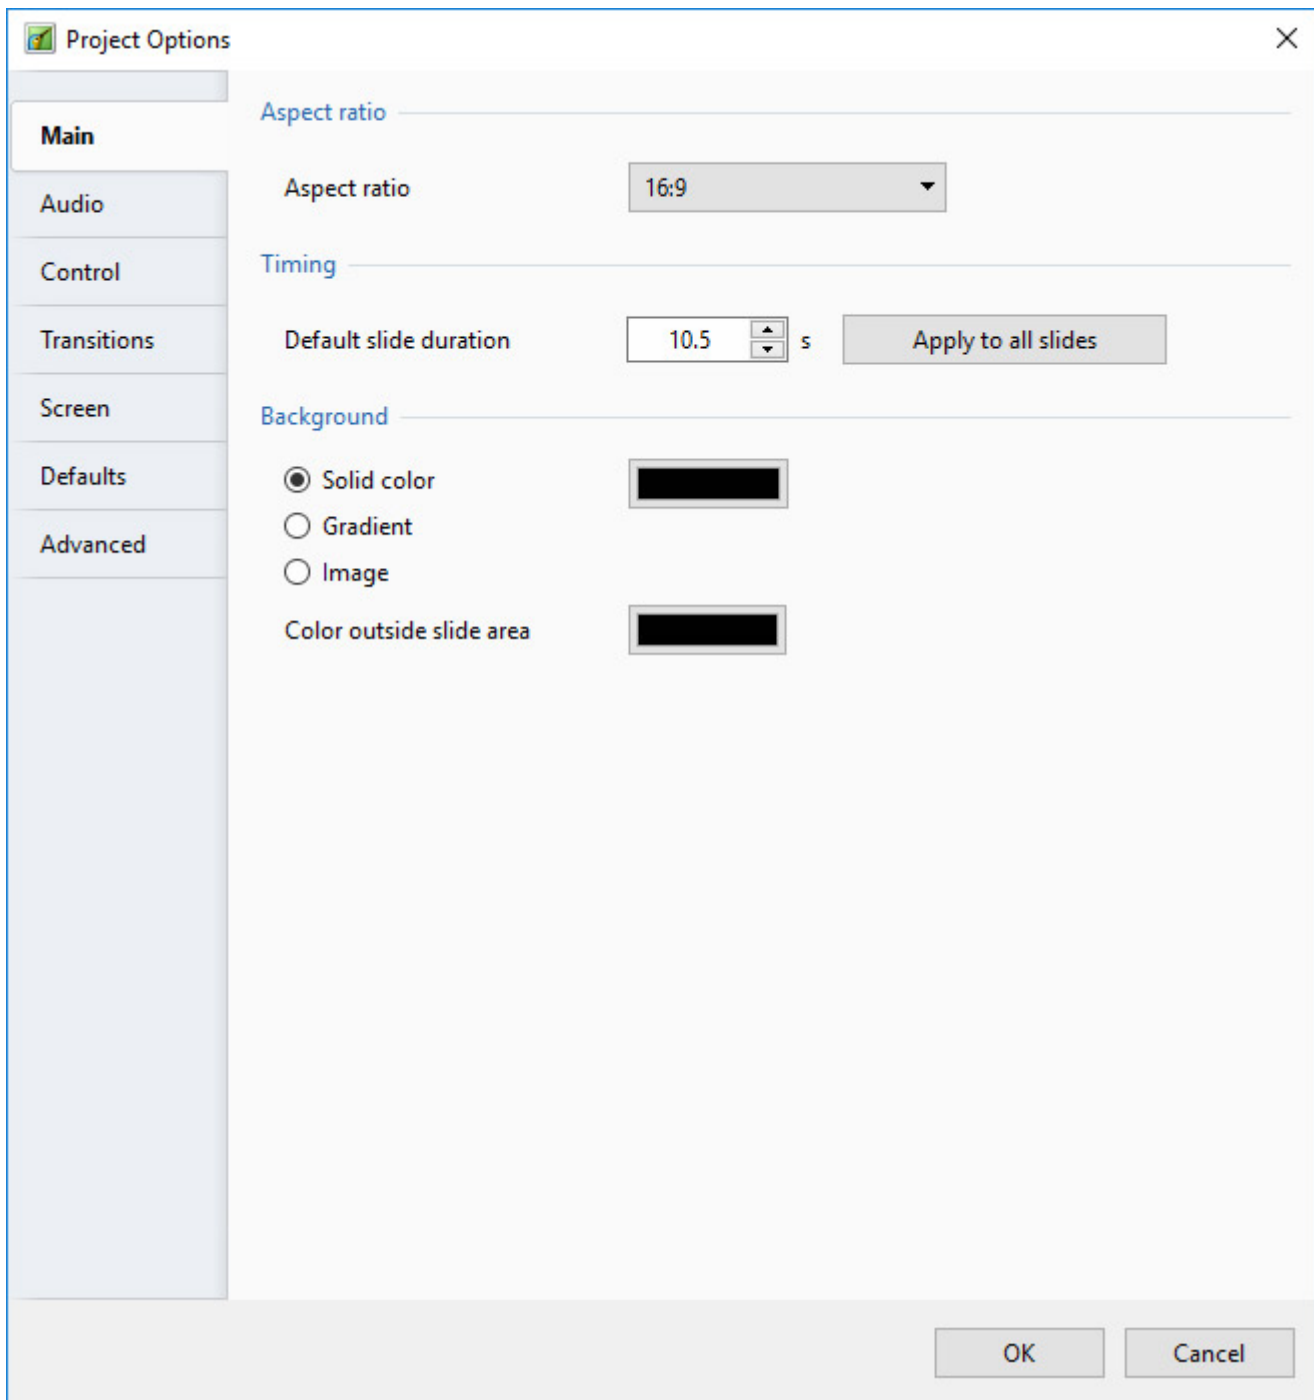 Project Options
Main
Audio
Control
Transitions
Screen
Defaults
Advanced
Aspect ratio
Aspect ratio 16:9
Timing
Default slide duration 10.5 s Apply to all slides
Background
Solid color
Gradient
Image
Color outside slide area
OK Cancel